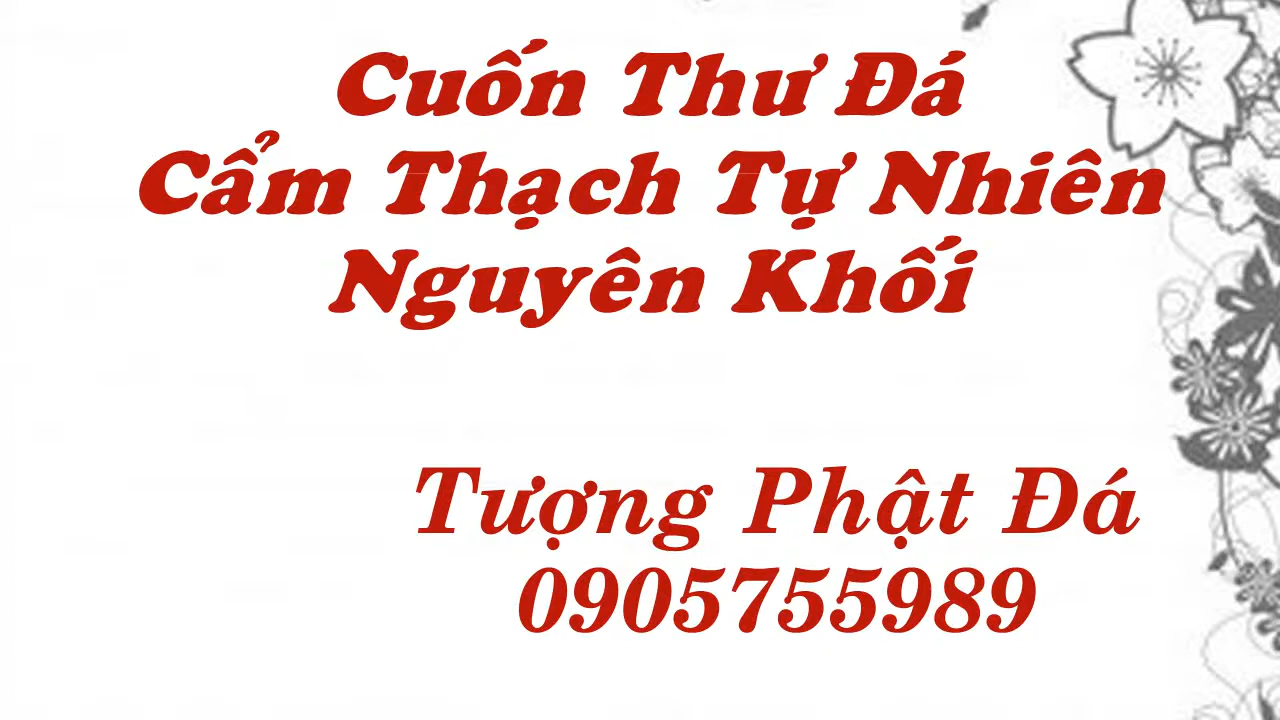 Cuốn Thư Đá
Cẩm Thạch Tự Nhiên
Nguyên Khối
Tượng Phật Đá
0905755989